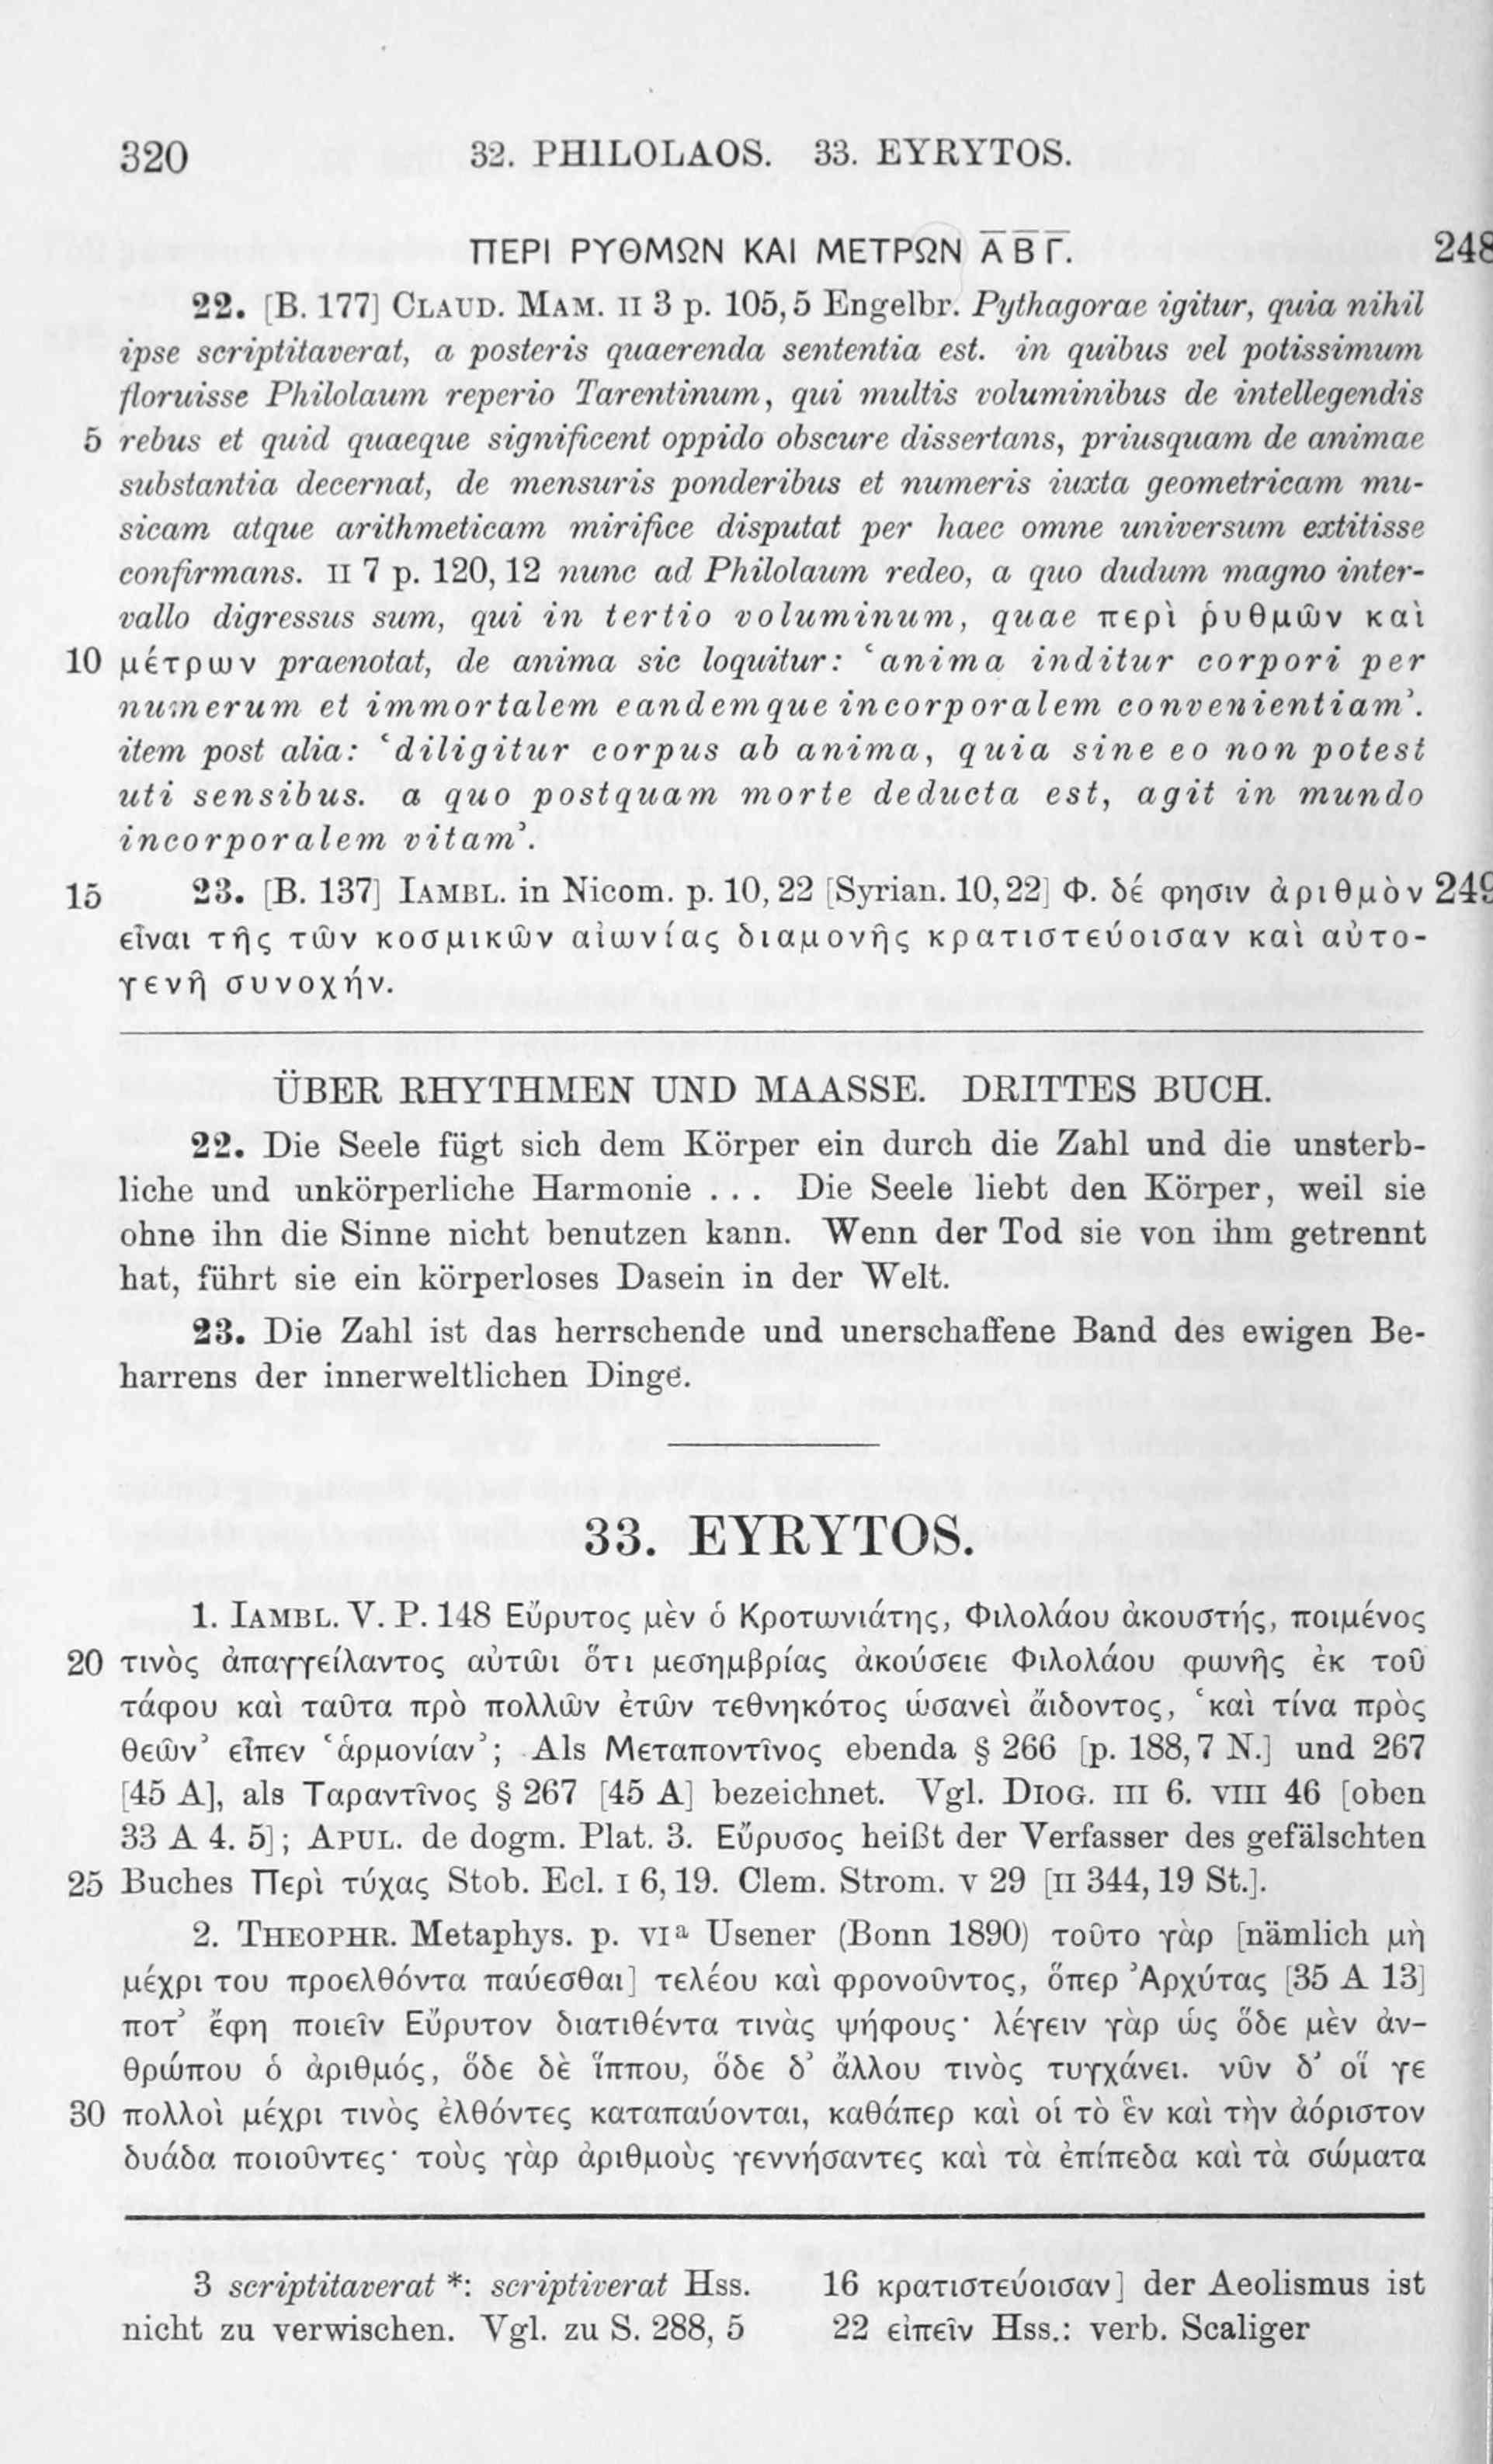 320 32. PHILOLAOS. 33. EYRYTOS.
ΠΕΡΙ ΡΥΘΜΩΝ ΚΑΙ ΜΕΤΡΩΝ Α̅ Β̅ Γ̅. 248
22. [B. 177] CLAUD. MAM. II 3 p. 105,5 Engelbr. Pythagorae igitur, quia nihil
ipse scriptitaverat, a posteris quaerenda sententia est. in quibus vel potissimum
floruisse Philolaum reperio Tarentinum, qui multis voluminibus de intellegendis
5 rebus et quid quaeque significent oppido obscure dissertans, priusquam de animae
substantia decernat, de mensuris ponderibus et numeris iuxta geometricam mu-
sicam atque arithmeticam mirifice disputat per haec omne universum extitisse
confirmans. II 7 p. 120, 12 nunc ad Philolaum redeo, a quo dudum magno inter-
vallo digressus sum, qui in tertio voluminum, quae περὶ ῥυθμῶν καὶ
10 μέτρων praenotat, de anima sic loquitur: ‘anima inditur corpori per
numerum et immortalem eandemque incorporalem convenientiam’.
item post alia: ‘diligitur corpus ab anima, quia sine eo non potest
uti sensibus. a quo postquam morte deducta est, agit in mundo
incorporalem vitam’.
15 23. [B. 137] IAMBL. in Nicom. p. 10, 22 [Syrian. 10,22] Φ. δέ φησιν ἀριθμὸν 249
εἶναι τῆς τῶν κοσμικῶν αἰωνίας διαμονῆς κρατιστεύοισαν καὶ αὐτο-
γενῆ συνοχήν.
ÜBER RHYTHMEN UND MAASSE. DRITTES BUCH.
22. Die Seele fügt sich dem Körper ein durch die Zahl und die unsterb-
liche und unkörperliche Harmonie ... Die Seele liebt den Körper, weil sie
ohne ihn die Sinne nicht benutzen kann. Wenn der Tod sie von ihm getrennt
hat, führt sie ein körperloses Dasein in der Welt.
23. Die Zahl ist das herrschende und unerschaffene Band des ewigen Be-
harrens der innerweltlichen Dinge.
33. EYRYTOS.
1. IAMBL. V. P. 148 Εὔρυτος μὲν ὁ Κροτωνιάτης, Φιλολάου ἀκουστής, ποιμένος
20 τινὸς ἀπαγγείλαντος αὐτῶι ὅτι μεσημβρίας ἀκούσειε Φιλολάου φωνῆς ἐκ τοῦ
τάφου καὶ ταῦτα πρὸ πολλῶν ἐτῶν τεθνηκότος ὡσανεὶ ἄιδοντος, ‘καὶ τίνα πρὸς
θεῶν’ εἶπεν ‘ἁρμονίαν’; Als Μεταποντῖνος ebenda § 266 [p. 188,7 N.] und 267
[45 A], als Ταραντῖνος § 267 [45 A] bezeichnet. Vgl. DIOG. III 6. VIII 46 [oben
33 A 4. 5]; APUL. de dogm. Plat. 3. Εὔρυσος heißt der Verfasser des gefälschten
25 Buches Περὶ τύχας Stob. Ecl. I 6, 19. Clem. Strom. V 29 [II 344, 19 St.].
2. THEOPHR. Metaphys. p. VIa Usener (Bonn 1890) τοῦτο γὰρ [nämlich μὴ
μέχρι του προελθόντα παύεσθαι] τελέου καὶ φρονοῦντος, ὅπερ Ἀρχύτας [35 A 13]
ποτ’ ἔφη ποιεῖν Εὔρυτον διατιθέντα τινὰς ψήφους· λέγειν γὰρ ὡς ὅδε μὲν ἀν-
θρώπου ὁ ἀριθμός, ὅδε δὲ ἵππου, ὅδε δ’ ἄλλου τινὸς τυγχάνει. νῦν δ’ οἵ γε
30 πολλοὶ μέχρι τινὸς ἐλθόντες καταπαύονται, καθάπερ καὶ οἱ τὸ ἓν καὶ τὴν ἀόριστον
δυάδα ποιοῦντες· τοὺς γὰρ ἀριθμοὺς γεννήσαντες καὶ τὰ ἐπίπεδα καὶ τὰ σώματα
3 scriptitaverat *: scriptiverat Hss. 16 κρατιστεύοισαν] der Aeolismus ist
nicht zu verwischen. Vgl. zu S. 288, 5 22 εἰπεῖν Hss.: verb. Scaliger